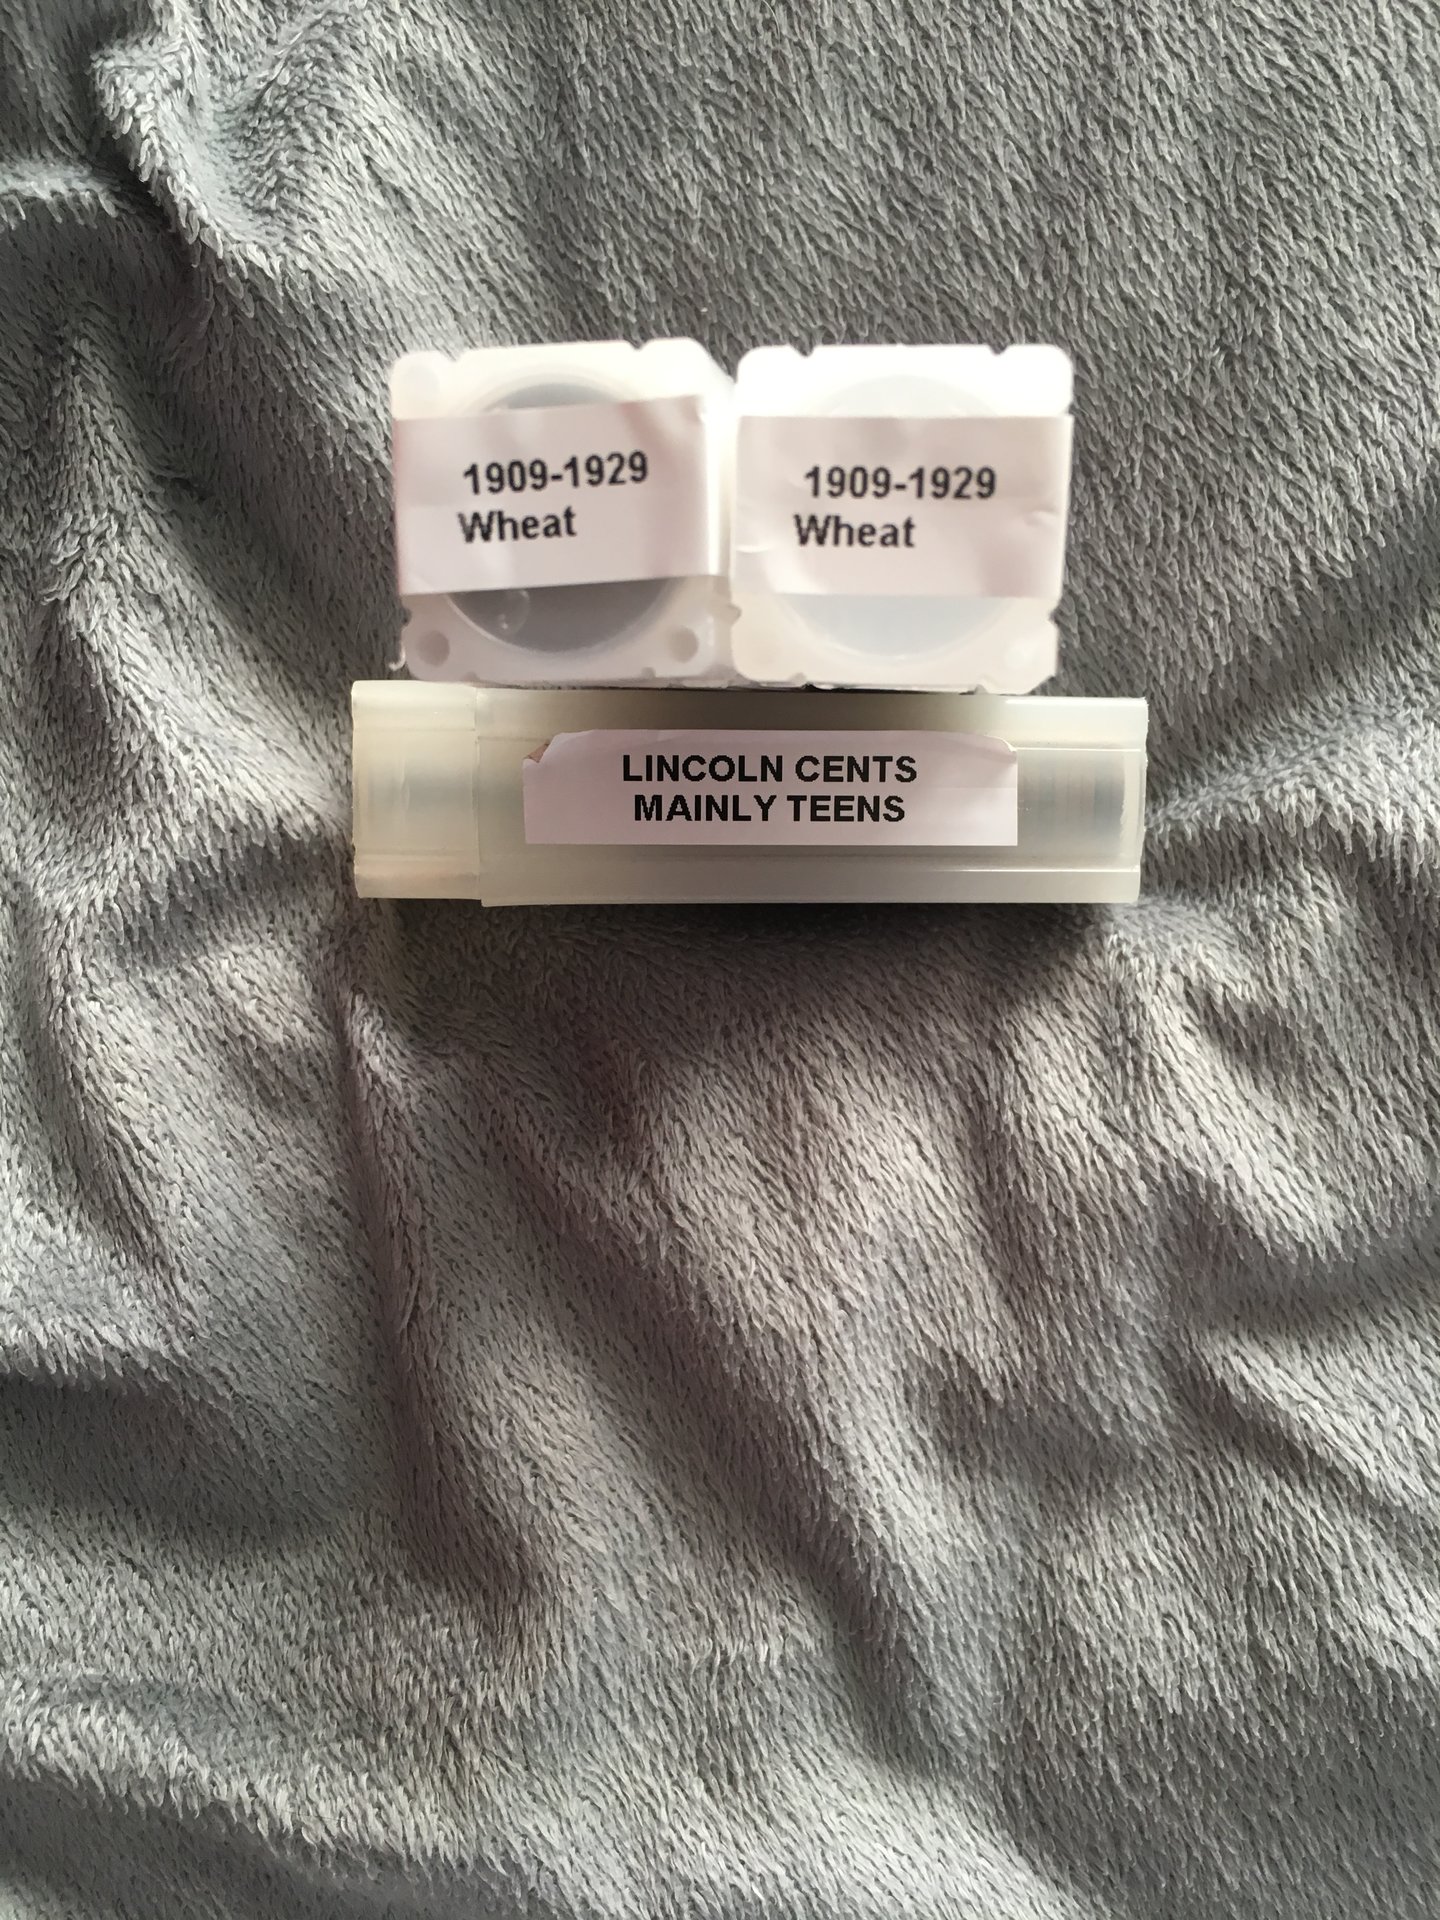 1909-1929
Wheat
1909-1929
Wheat
LINCOLN CENTS
MAINLY TEENS